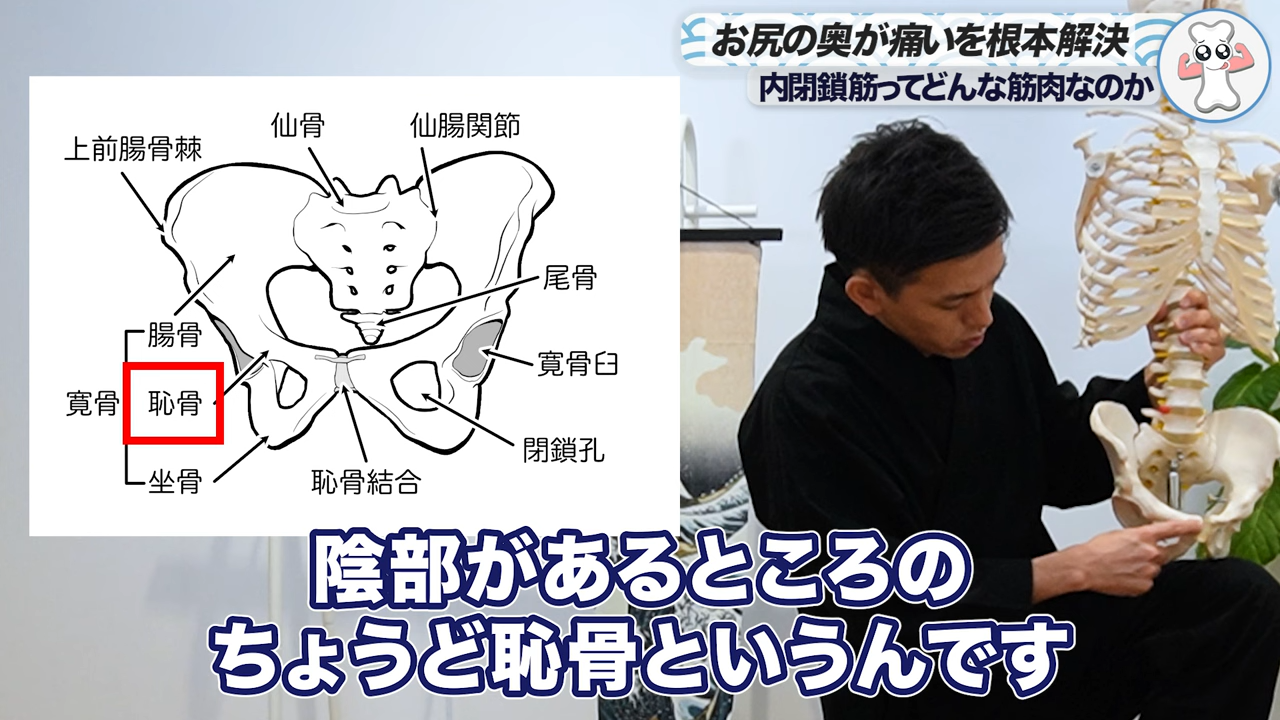 お尻の奥が痛いを根本解決
内閉鎖筋ってどんな筋肉なのか
仙骨
仙腸関節
上前腸骨棘
尾骨
腸骨
寛骨臼
寛骨
恥骨
閉鎖孔
坐骨
恥骨結合
陰部があるところの
ちょうど恥骨というんです